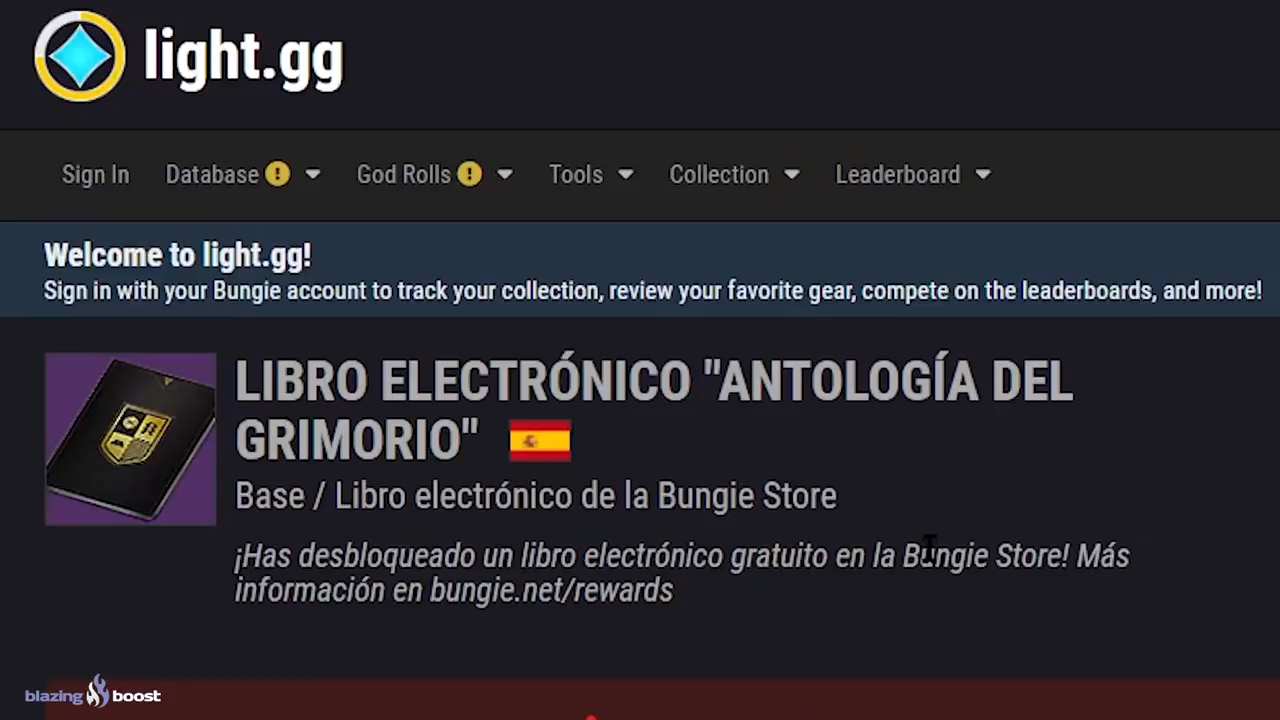 light.gg
Sign In Database God Rolls Tools Collection Leaderboard
Welcome to light.gg!
Sign in with your Bungie account to track your collection, review your favorite gear, compete on the leaderboards, and more!
LIBRO ELECTRÓNICO "ANTOLOGÍA DEL
GRIMORIO"
Base / Libro electrónico de la Bungie Store
¡Has desbloqueado un libro electrónico gratuito en la Bungie Store! Más
información en bungie.net/rewards
blazing boost